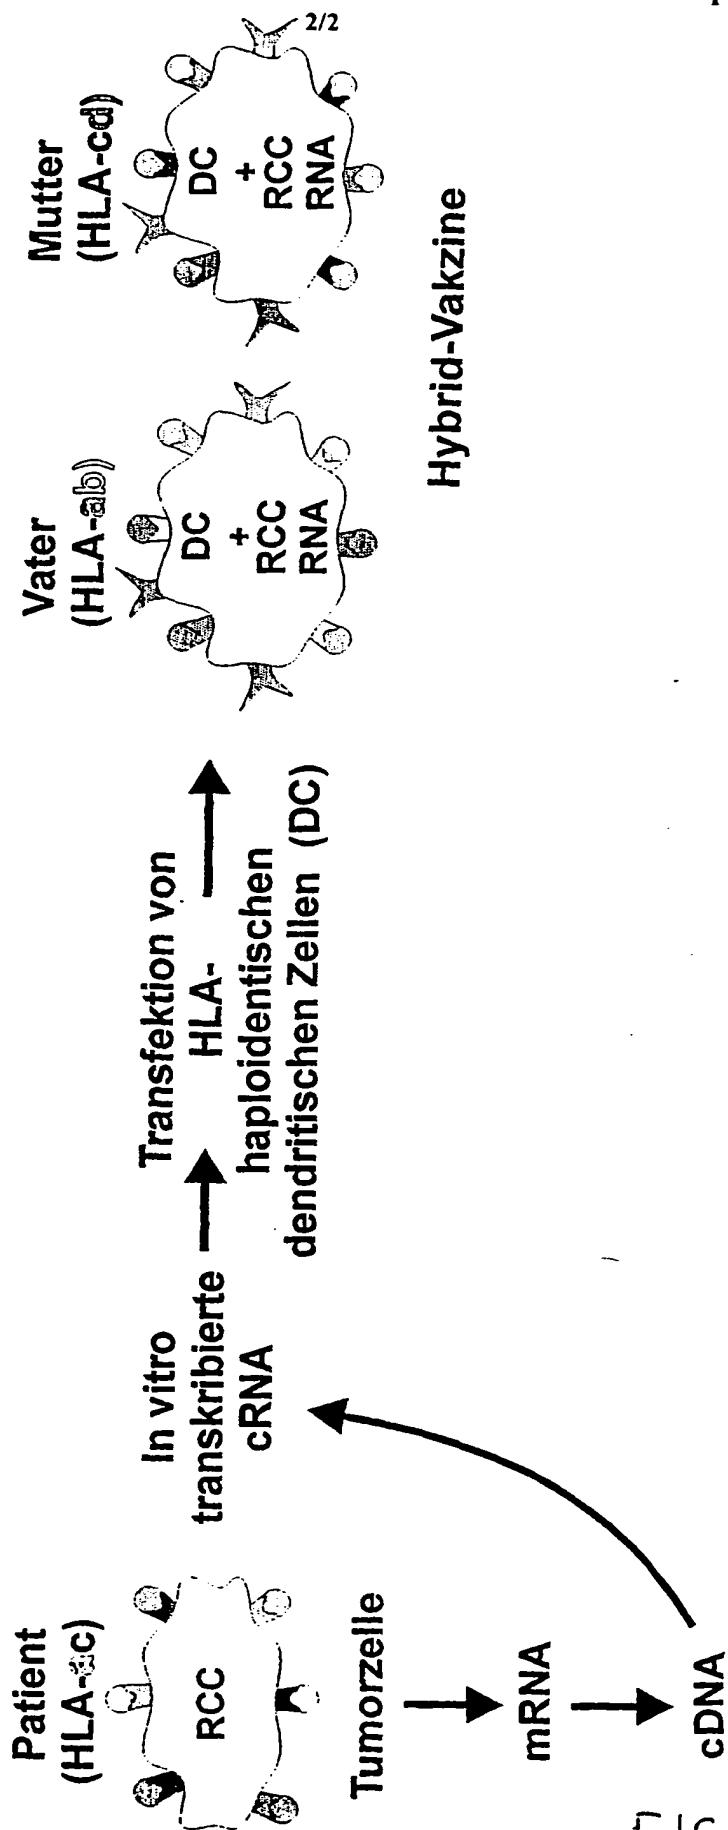 2/2
Patient
(HLA-ac)
RCC
Tumorzelle
mRNA
cDNA
In vitro
transkribierte
cRNA
Transfektion von
HLA-
haploidentischen
dendritischen Zellen (DC)
Vater
(HLA-ab)
DC
+
RCC
RNA
Mutter
(HLA-cd)
DC
+
RCC
RNA
Hybrid-Vakzine